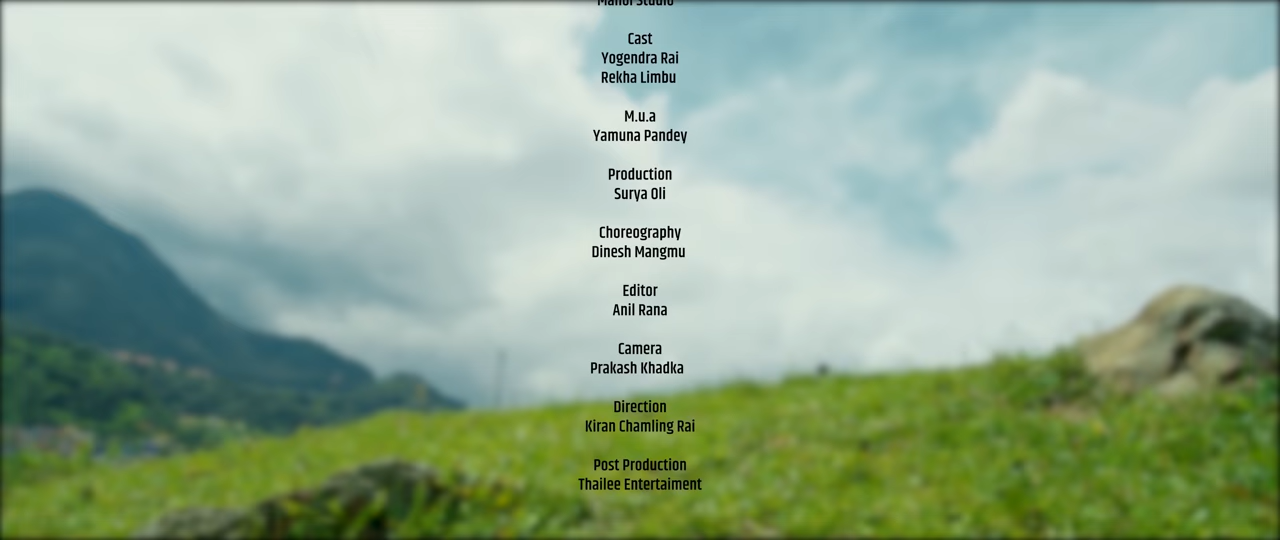 Cast
Yogendra Rai
Rekha Limbu
M.u.a
Yamuna Pandey
Production
Surya Oli
Choreography
Dinesh Mangmu
Editor
Anil Rana
Camera
Prakash Khadka
Direction
Kiran Chamling Rai
Post Production
Thailee Entertaiment